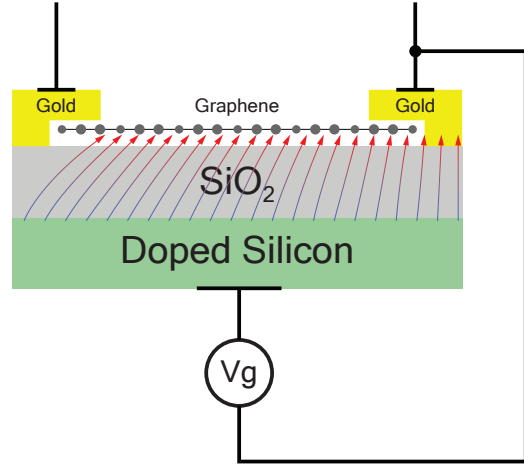 Gold
Graphene
Gold
SiO₂
Doped Silicon
Vg